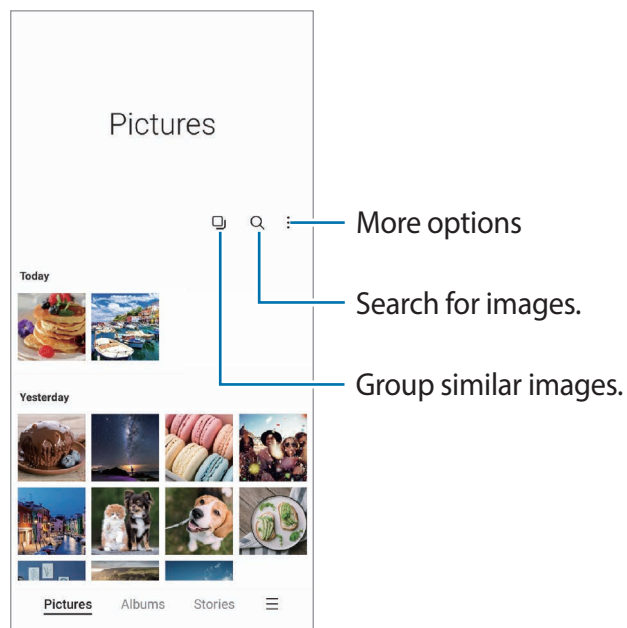 Pictures
More options
Today
Search for images.
Group similar images.
Yesterday
Pictures Albums Stories